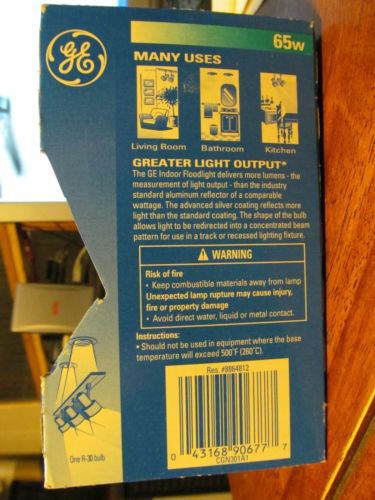 GE
65w
MANY USES
Living Room Bathroom Kitchen
GREATER LIGHT OUTPUT*
The GE Indoor Floodlight delivers more lumens - the
measurement of light output - than the industry
standard aluminum reflector of a comparable
wattage. The advanced silver coating reflects more
light than the standard coating. The shape of the bulb
allows light to be redirected into a concentrated beam
pattern for use in a track or recessed lighting fixture.
WARNING
Risk of fire
• Keep combustible materials away from lamp
Unexpected lamp rupture may cause injury,
fire or property damage
• Avoid direct water, liquid or metal contact.
Instructions:
• Should not be used in equipment where the base
temperature will exceed 500°F (260°C).
Res. #8864812
0 43168 90677 7
CGN301A1
One R-30 bulb